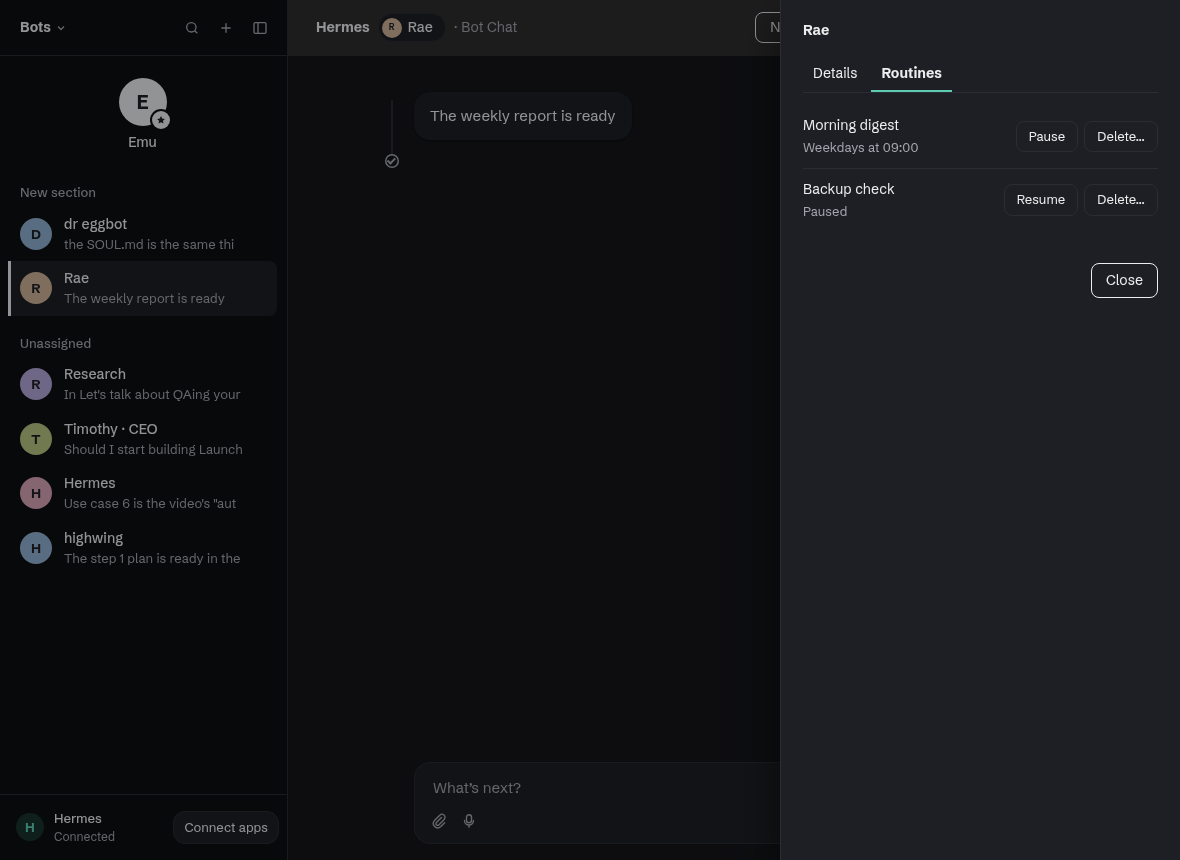 Bots
E
Emu
New section
D
dr eggbot
the SOUL.md is the same thi
R
Rae
The weekly report is ready
Unassigned
R
Research
In Let's talk about QAing your
T
Timothy · CEO
Should I start building Launch
H
Hermes
Use case 6 is the video's "aut
H
highwing
The step 1 plan is ready in the
H
Hermes
Connected
Connect apps
Hermes R Rae · Bot Chat
N
The weekly report is ready
What's next?
Rae
Details Routines
Morning digest
Weekdays at 09:00
Pause Delete…
Backup check
Paused
Resume Delete…
Close